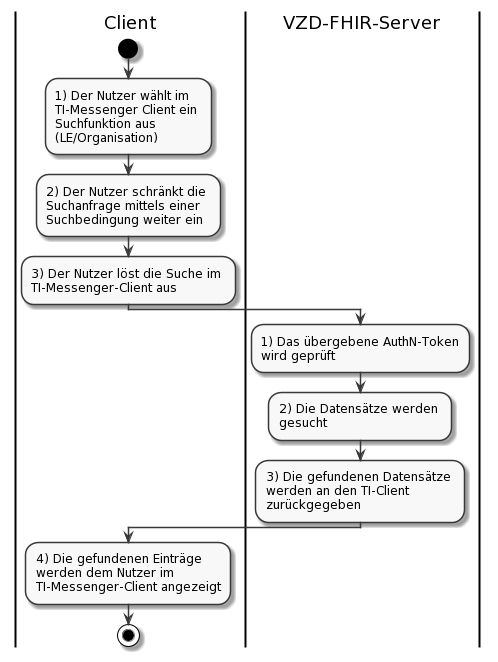 Client
VZD-FHIR-Server
1) Der Nutzer wählt im
TI-Messenger Client ein
Suchfunktion aus
(LE/Organisation)
2) Der Nutzer schränkt die
Suchanfrage mittels einer
Suchbedingung weiter ein
3) Der Nutzer löst die Suche im
TI-Messenger-Client aus
1) Das übergebene AuthN-Token
wird geprüft
2) Die Datensätze werden
gesucht
3) Die gefundenen Datensätze
werden an den TI-Client
zurückgegeben
4) Die gefundenen Einträge
werden dem Nutzer im
TI-Messenger-Client angezeigt